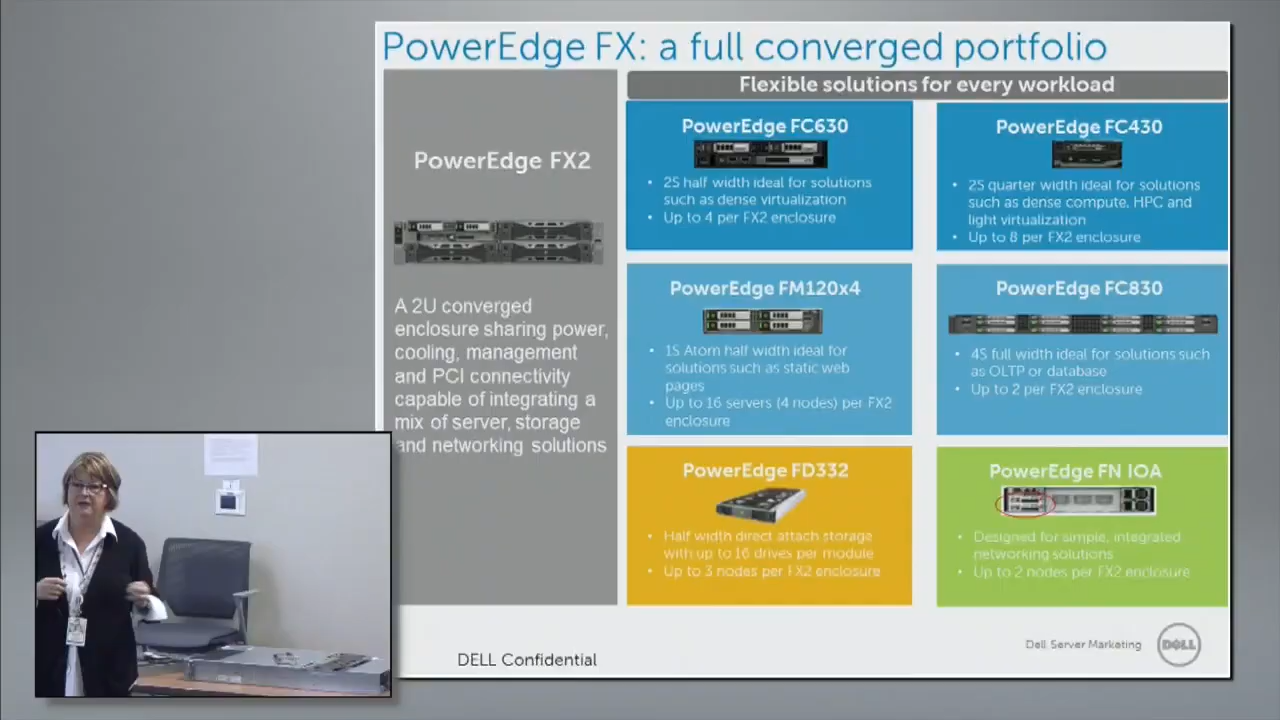 PowerEdge FX: a full converged portfolio
Flexible solutions for every workload
PowerEdge FX2
A 2U converged
enclosure sharing power,
cooling, management
and PCI connectivity
capable of integrating a
mix of server, storage
and networking solutions
PowerEdge FC630
• 2S half width ideal for solutions
such as dense virtualization
• Up to 4 per FX2 enclosure
PowerEdge FC430
• 2S quarter width ideal for solutions
such as dense compute, HPC and
light virtualization
• Up to 8 per FX2 enclosure
PowerEdge FM120x4
• 1S Atom half width ideal for
solutions such as static web
pages
• Up to 16 servers (4 nodes) per FX2
enclosure
PowerEdge FC830
• 4S full width ideal for solutions such
as OLTP or database
• Up to 2 per FX2 enclosure
PowerEdge FD332
• Half width direct attach storage
with up to 16 drives per module
• Up to 3 nodes per FX2 enclosure
PowerEdge FN IOA
• Designed for simple, integrated
networking solutions
• Up to 2 nodes per FX2 enclosure
DELL Confidential
Dell Server Marketing
DELL